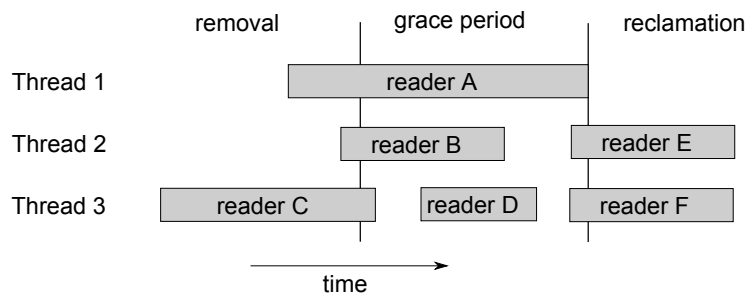 removal grace period reclamation
Thread 1 reader A
Thread 2 reader B reader E
Thread 3 reader C reader D reader F
time